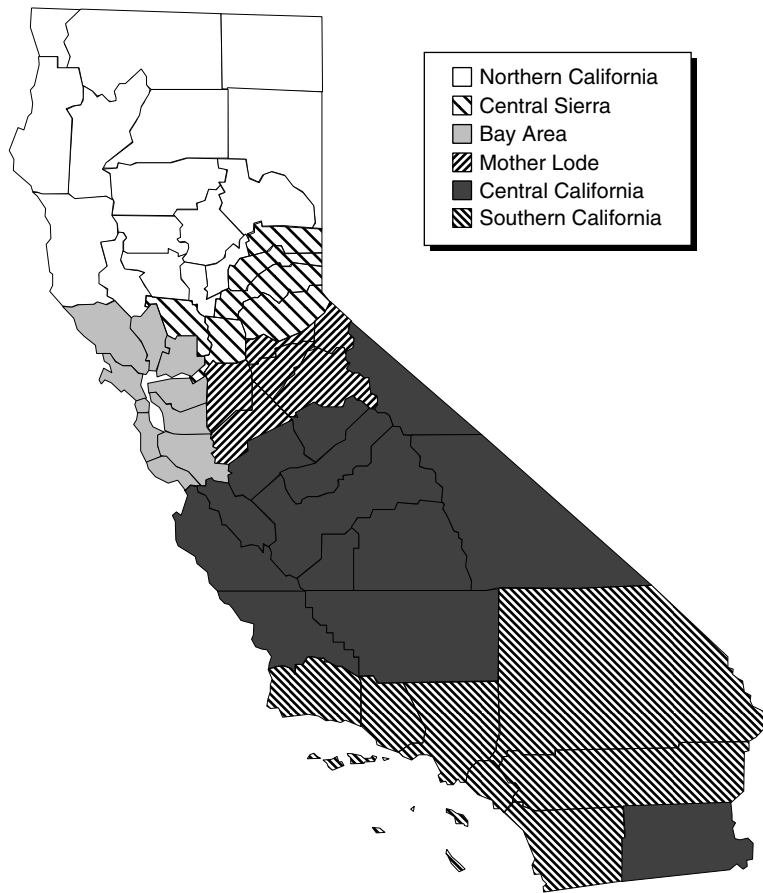 Northern California
Central Sierra
Bay Area
Mother Lode
Central California
Southern California